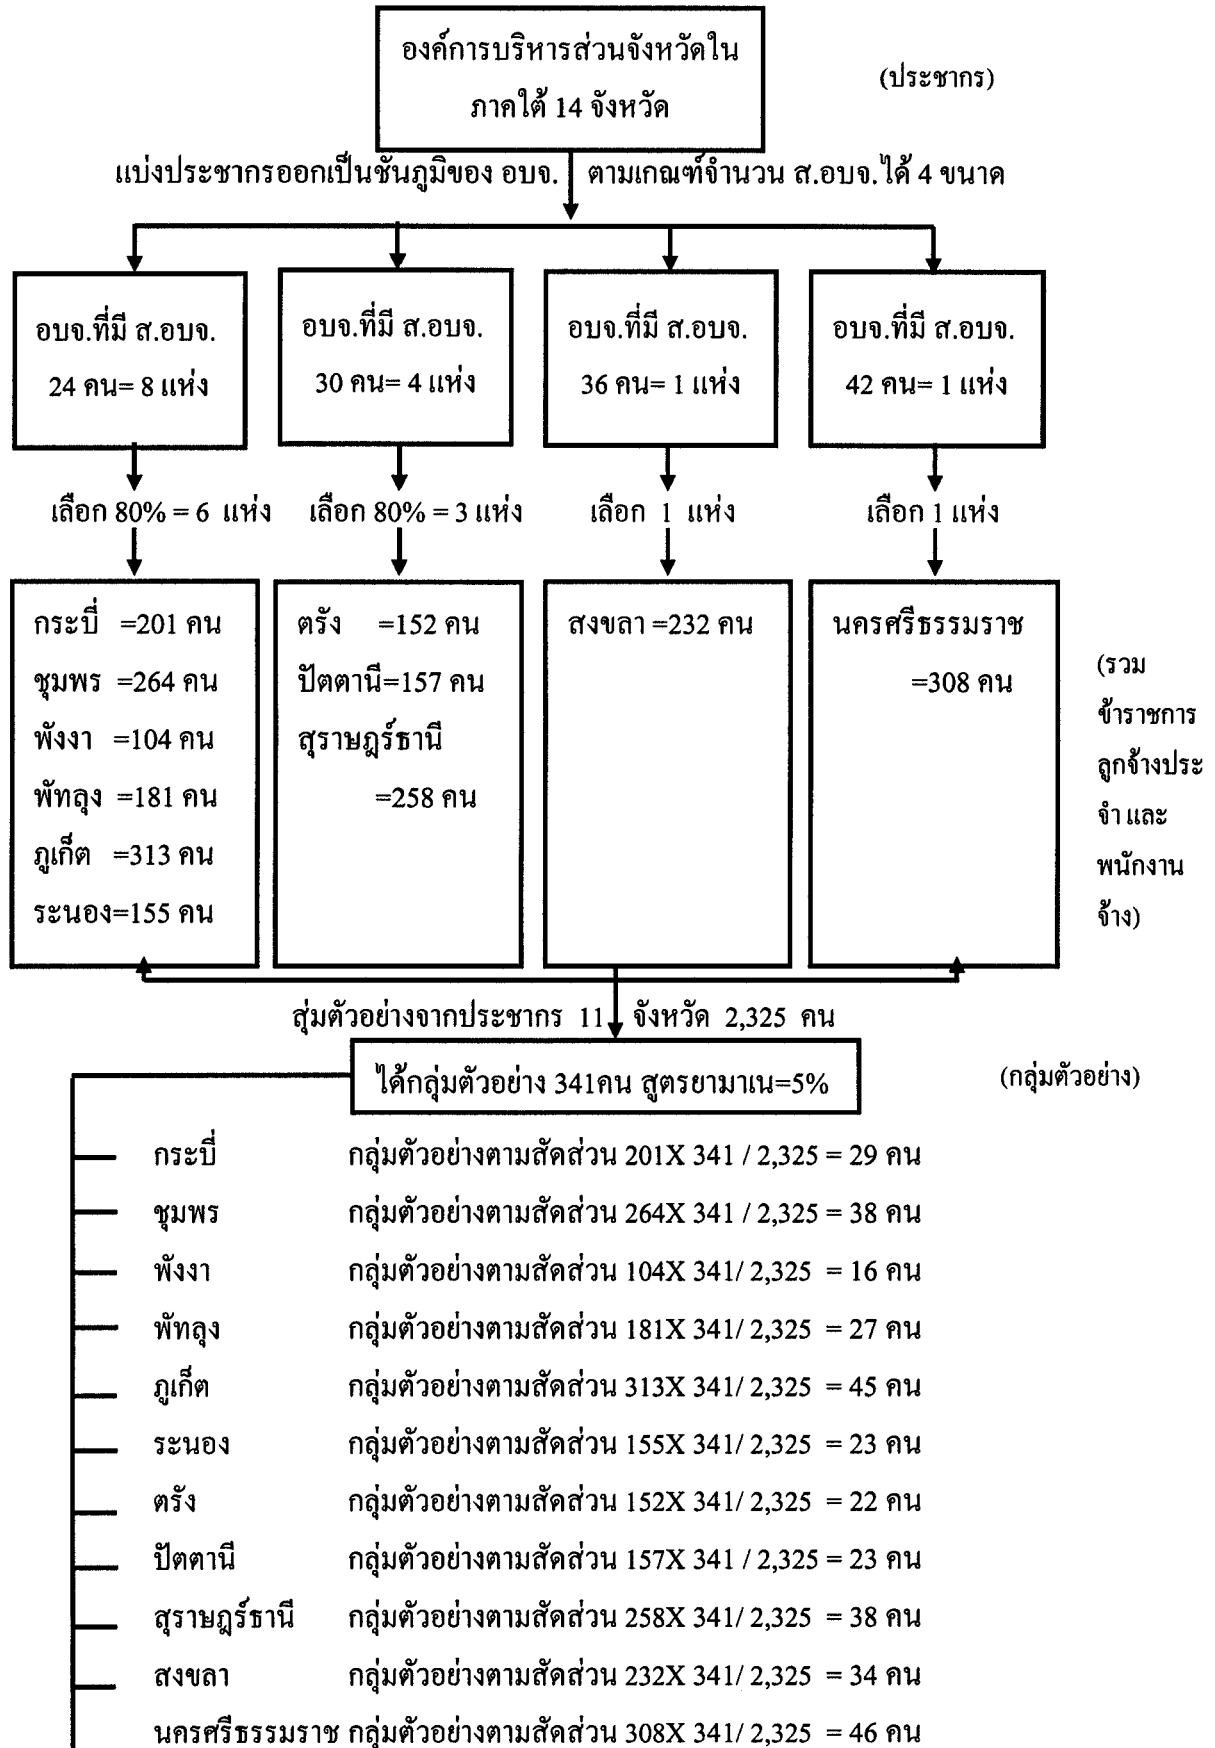 องค์การบริหารส่วนจังหวัดใน
ภาคใต้ 14 จังหวัด
(ประชากร)
แบ่งประชากรออกเป็นชั้นภูมิของ อบจ. ตามเกณฑ์จำนวน ส.อบจ.ได้ 4 ขนาด
อบจ.ที่มี ส.อบจ.
24 คน= 8 แห่ง
อบจ.ที่มี ส.อบจ.
30 คน= 4 แห่ง
อบจ.ที่มี ส.อบจ.
36 คน= 1 แห่ง
อบจ.ที่มี ส.อบจ.
42 คน= 1 แห่ง
เลือก 80% = 6 แห่ง
เลือก 80% = 3 แห่ง
เลือก 1 แห่ง
เลือก 1 แห่ง
กระบี่ =201 คน
ชุมพร =264 คน
พังงา =104 คน
พัทลุง =181 คน
ภูเก็ต =313 คน
ระนอง=155 คน
ตรัง =152 คน
ปัตตานี=157 คน
สุราษฎร์ธานี
=258 คน
สงขลา =232 คน
นครศรีธรรมราช
=308 คน
(รวม
ข้าราชการ
ลูกจ้างประ
จำ และ
พนักงาน
จ้าง)
สุ่มตัวอย่างจากประชากร 11 จังหวัด 2,325 คน
ได้กลุ่มตัวอย่าง 341คน สูตรยามาเน=5%
(กลุ่มตัวอย่าง)
กระบี่ กลุ่มตัวอย่างตามสัดส่วน 201X 341 / 2,325 = 29 คน
ชุมพร กลุ่มตัวอย่างตามสัดส่วน 264X 341 / 2,325 = 38 คน
พังงา กลุ่มตัวอย่างตามสัดส่วน 104X 341/ 2,325 = 16 คน
พัทลุง กลุ่มตัวอย่างตามสัดส่วน 181X 341/ 2,325 = 27 คน
ภูเก็ต กลุ่มตัวอย่างตามสัดส่วน 313X 341/ 2,325 = 45 คน
ระนอง กลุ่มตัวอย่างตามสัดส่วน 155X 341/ 2,325 = 23 คน
ตรัง กลุ่มตัวอย่างตามสัดส่วน 152X 341/ 2,325 = 22 คน
ปัตตานี กลุ่มตัวอย่างตามสัดส่วน 157X 341 / 2,325 = 23 คน
สุราษฎร์ธานี กลุ่มตัวอย่างตามสัดส่วน 258X 341/ 2,325 = 38 คน
สงขลา กลุ่มตัวอย่างตามสัดส่วน 232X 341/ 2,325 = 34 คน
นครศรีธรรมราช กลุ่มตัวอย่างตามสัดส่วน 308X 341/ 2,325 = 46 คน